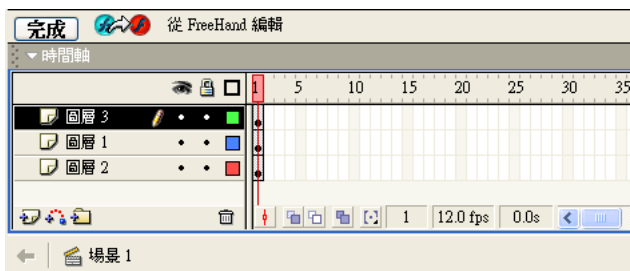 完成 從 FreeHand 編輯
時間軸
1 5 10 15 20 25 30 35
圖層 3
圖層 1
圖層 2
1 12.0 fps 0.0s
場景 1